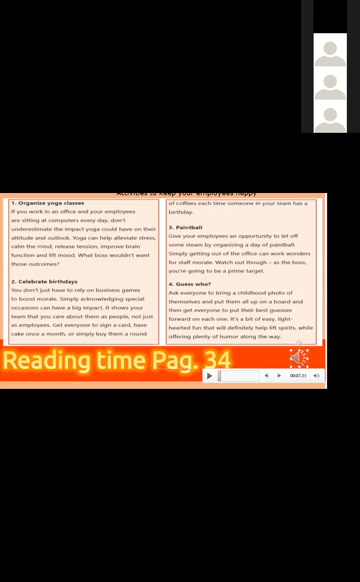 Activities to keep your employees happy
1. Organize yoga classes
If you work in an office and your employees
are sitting at computers every day, don't
underestimate the impact yoga could have on their
attitude and outlook. Yoga can help alleviate stress,
calm the mind, release tension, improve brain
function and lift mood. What boss wouldn't want
those outcomes?
2. Celebrate birthdays
You don't just have to rely on business games
to boost morale. Simply acknowledging special
occasions can have a big impact. It shows your
team that you care about them as people, not just
as employees. Get everyone to sign a card, have
cake once a month, or simply buy them a round
of coffees each time someone in your team has a
birthday.
3. Paintball
Give your employees an opportunity to let off
some steam by organizing a day of paintball.
Simply getting out of the office can work wonders
for staff morale. Watch out though – as the boss,
you're going to be a prime target.
4. Guess who?
Ask everyone to bring a childhood photo of
themselves and put them all up on a board and
then get everyone to put their best guesses
forward on each one. It's a bit of easy, light-
hearted fun that will definitely help lift spirits, while
offering plenty of humor along the way.
Reading time Pag. 34
00:07.51